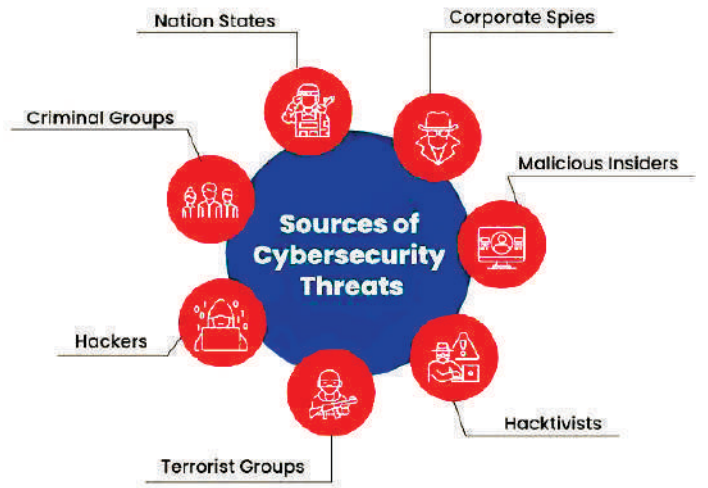 Nation States
Corporate Spies
Criminal Groups
Malicious Insiders
Sources of
Cybersecurity
Threats
Hackers
Hacktivists
Terrorist Groups